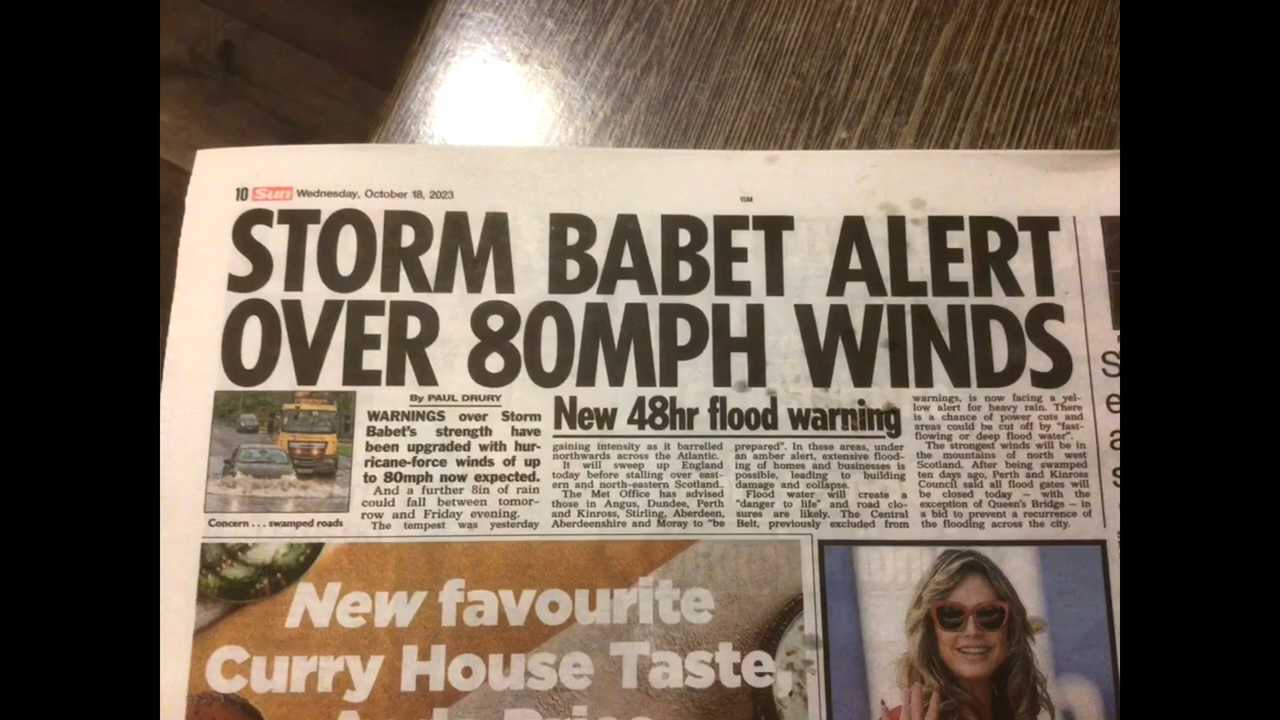 10 Sun Wednesday, October 18, 2023
1SM
STORM BABET ALERT
OVER 80MPH WINDS
By PAUL DRURY
New 48hr flood warning
WARNINGS over Storm
Babet's strength have
been upgraded with hur-
ricane-force winds of up
to 80mph now expected.
And a further 8in of rain
could fall between tomor-
row and Friday evening.
The tempest was yesterday
gaining intensity as it barrelled
northwards across the Atlantic.
It will sweep up England
today before stalling over east-
ern and north-eastern Scotland.
The Met Office has advised
those in Angus, Dundee, Perth
and Kinross, Stirling, Aberdeen,
Aberdeenshire and Moray to "be
prepared". In these areas, under
an amber alert, extensive flood-
ing of homes and businesses is
possible, leading to building
damage and collapse.
Flood water will create a
"danger to life" and road clo-
sures are likely. The Central
Belt, previously excluded from
warnings, is now facing a yel-
low alert for heavy rain. There
is a chance of power cuts and
areas could be cut off by "fast-
flowing or deep flood water".
The strongest winds will be in
the mountains of north west
Scotland. After being swamped
ten days ago, Perth and Kinross
Council said all flood gates will
be closed today – with the
exception of Queen's Bridge – in
a bid to prevent a recurrence of
the flooding across the city.
Concern . . . swamped roads
New favourite
Curry House Taste,